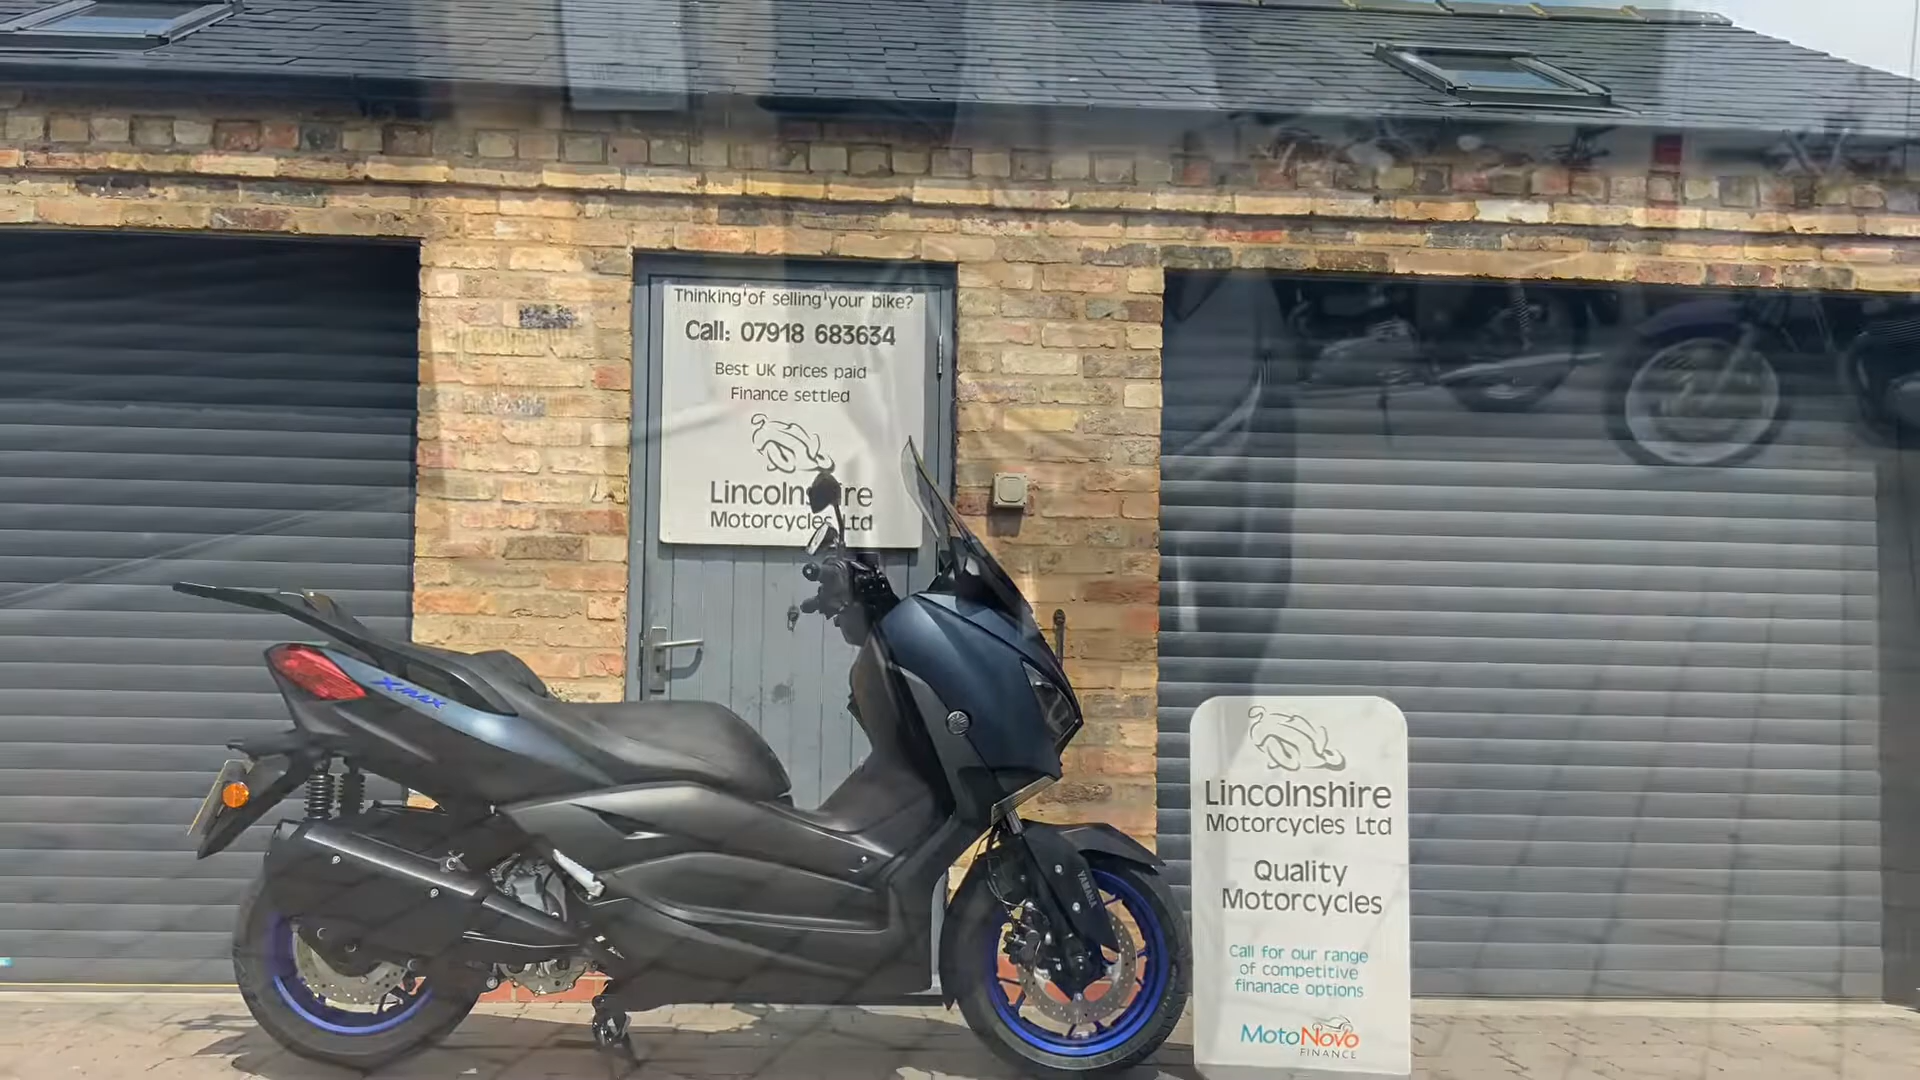 Thinking of selling your bike?
Call: 07918 683634
Best UK prices paid
Finance settled
Lincolnshire
Motorcycles Ltd
XMAX
YAMAHA
Lincolnshire
Motorcycles Ltd
Quality
Motorcycles
Call for our range
of competitive
finanace options
MotoNovo
FINANCE